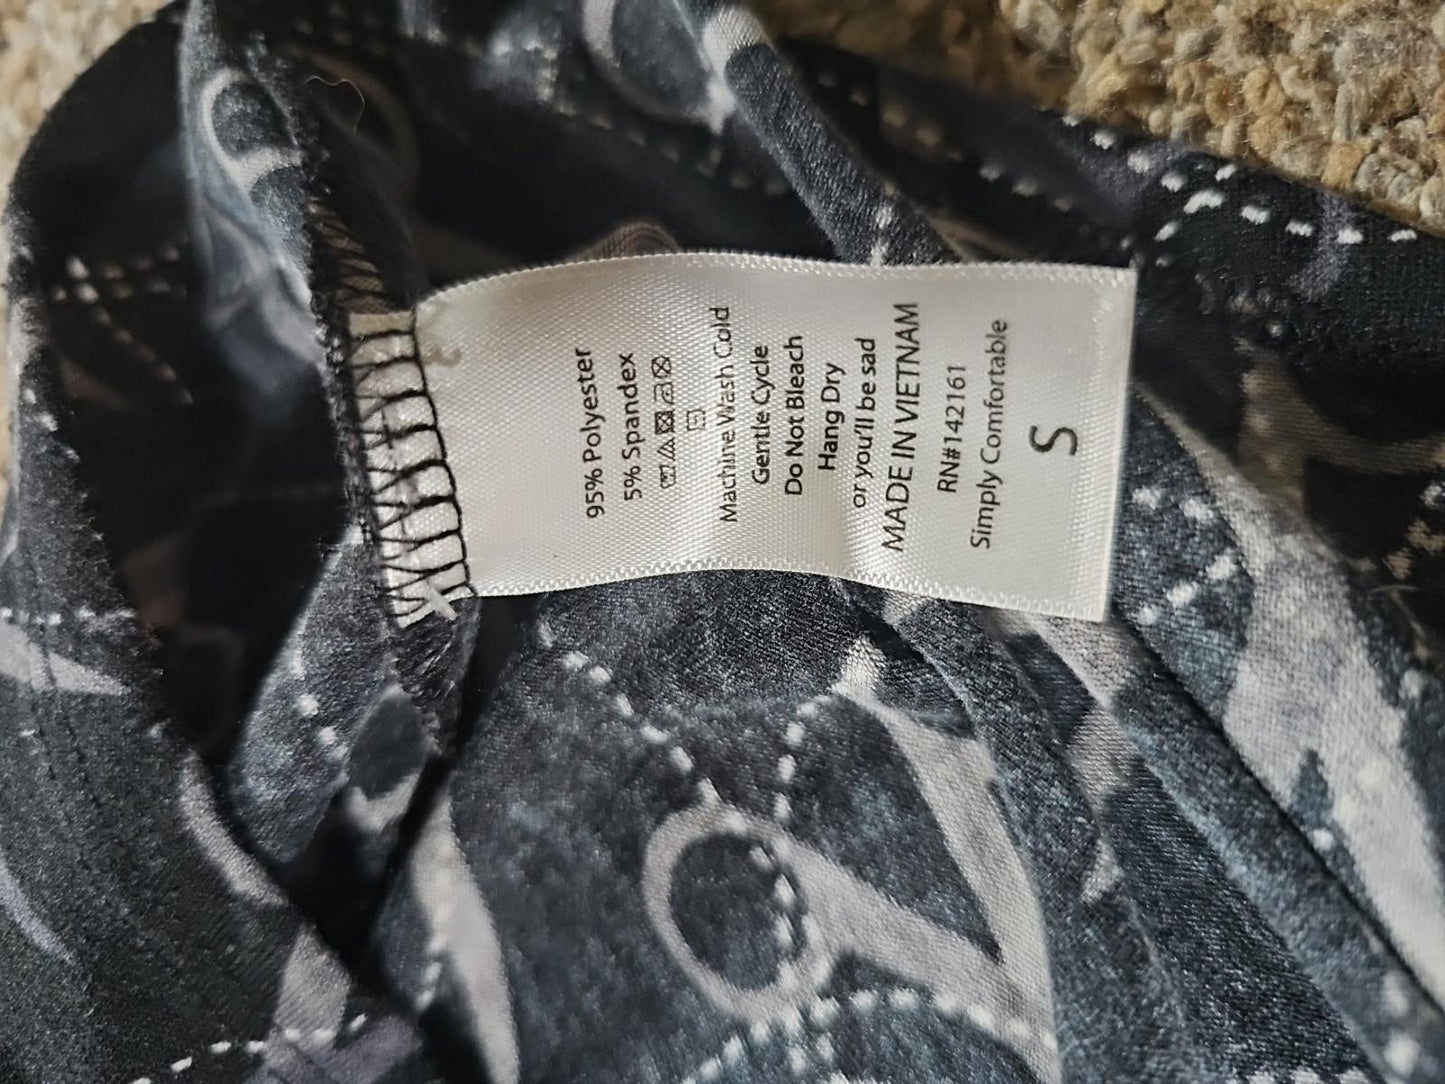 95% Polyester
5% Spandex
Machine Wash Cold
Gentle Cycle
Do Not Bleach
Hang Dry
or you'll be sad
MADE IN VIETNAM
RN#142161
Simply Comfortable
S